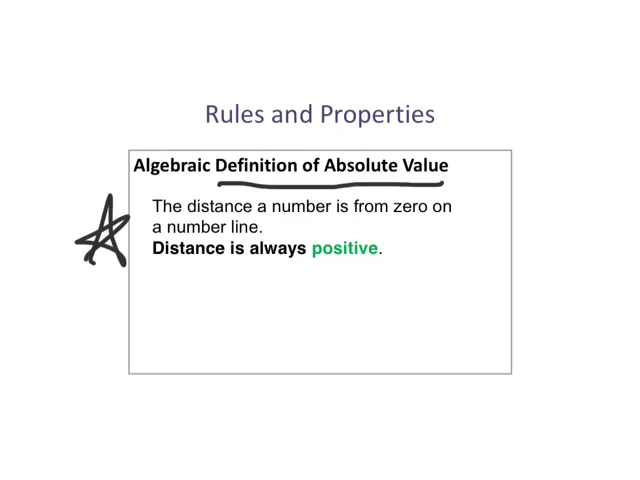 Rules and Properties
Algebraic Definition of Absolute Value
The distance a number is from zero on
a number line.
Distance is always positive.